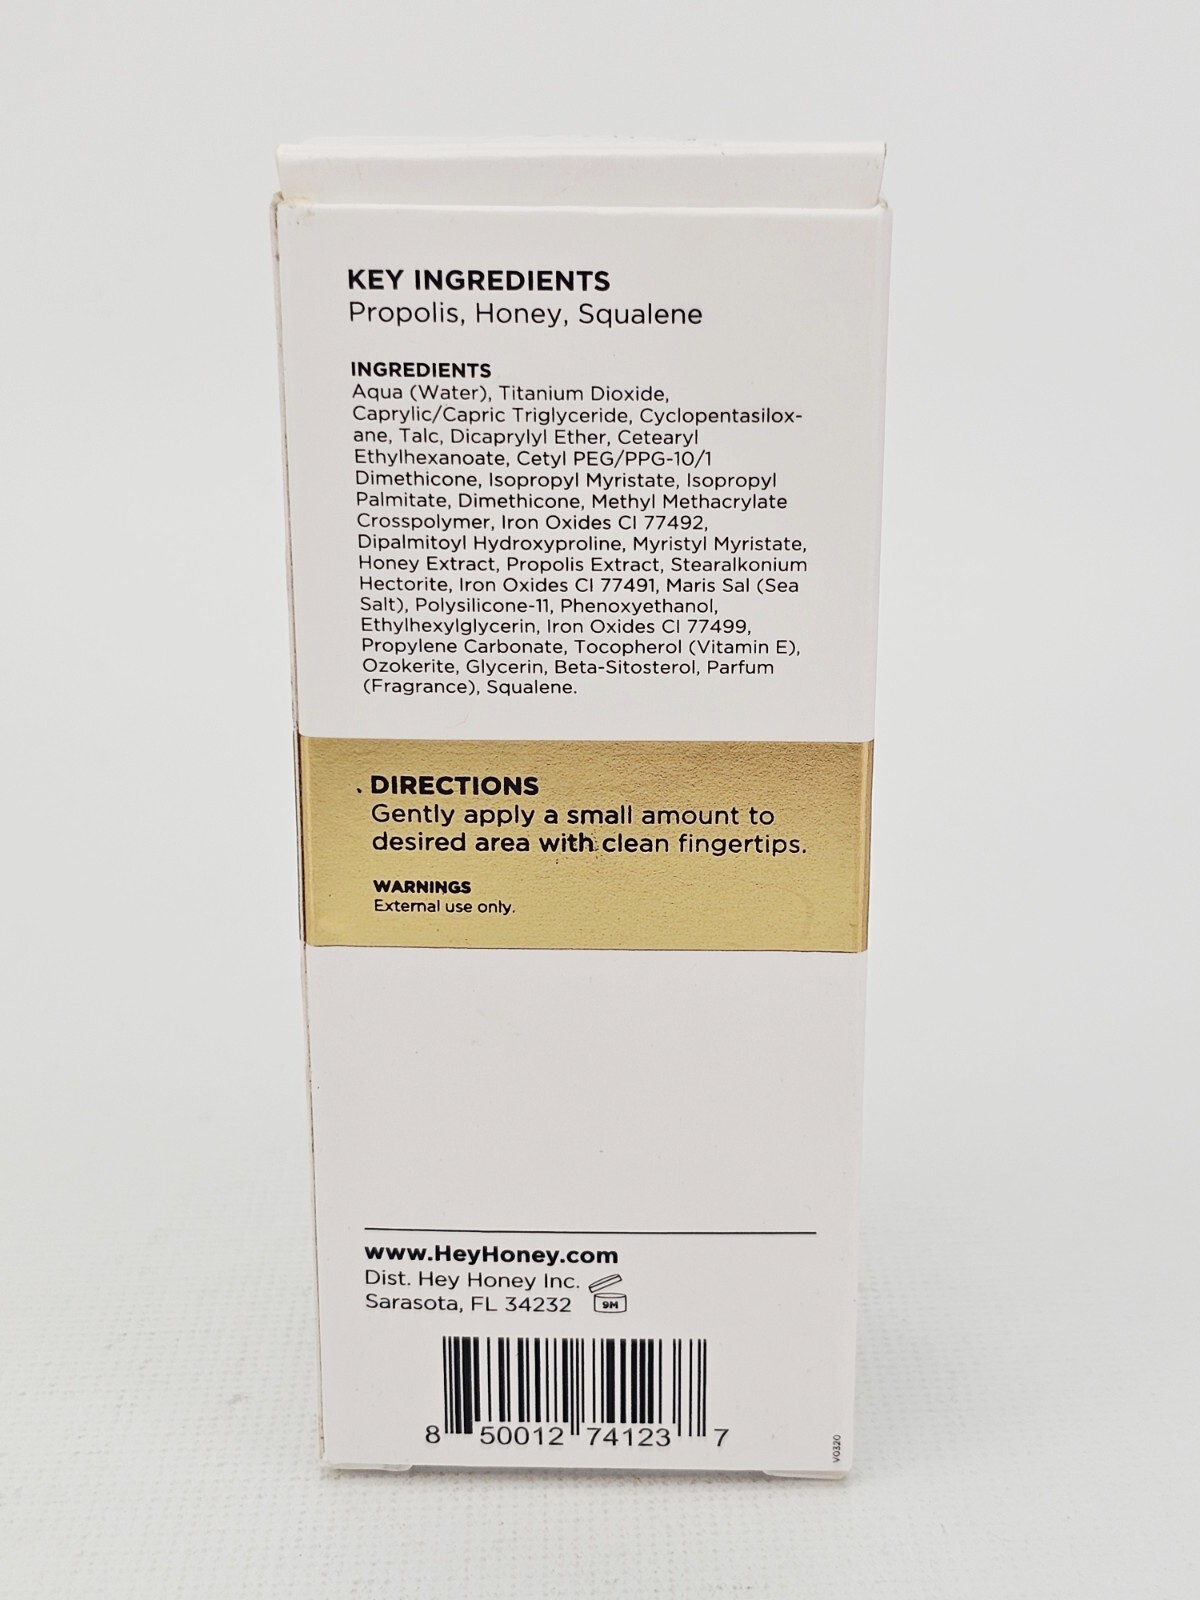 KEY INGREDIENTS
Propolis, Honey, Squalene
INGREDIENTS
Aqua (Water), Titanium Dioxide,
Caprylic/Capric Triglyceride, Cyclopentasilox-
ane, Talc, Dicaprylyl Ether, Cetearyl
Ethylhexanoate, Cetyl PEG/PPG-10/1
Dimethicone, Isopropyl Myristate, Isopropyl
Palmitate, Dimethicone, Methyl Methacrylate
Crosspolymer, Iron Oxides CI 77492,
Dipalmitoyl Hydroxyproline, Myristyl Myristate,
Honey Extract, Propolis Extract, Stearalkonium
Hectorite, Iron Oxides CI 77491, Maris Sal (Sea
Salt), Polysilicone-11, Phenoxyethanol,
Ethylhexylglycerin, Iron Oxides CI 77499,
Propylene Carbonate, Tocopherol (Vitamin E),
Ozokerite, Glycerin, Beta-Sitosterol, Parfum
(Fragrance), Squalene.
DIRECTIONS
Gently apply a small amount to
desired area with clean fingertips.
WARNINGS
External use only.
www.HeyHoney.com
Dist. Hey Honey Inc.
Sarasota, FL 34232
9M
8 50012 74123 7
V0320